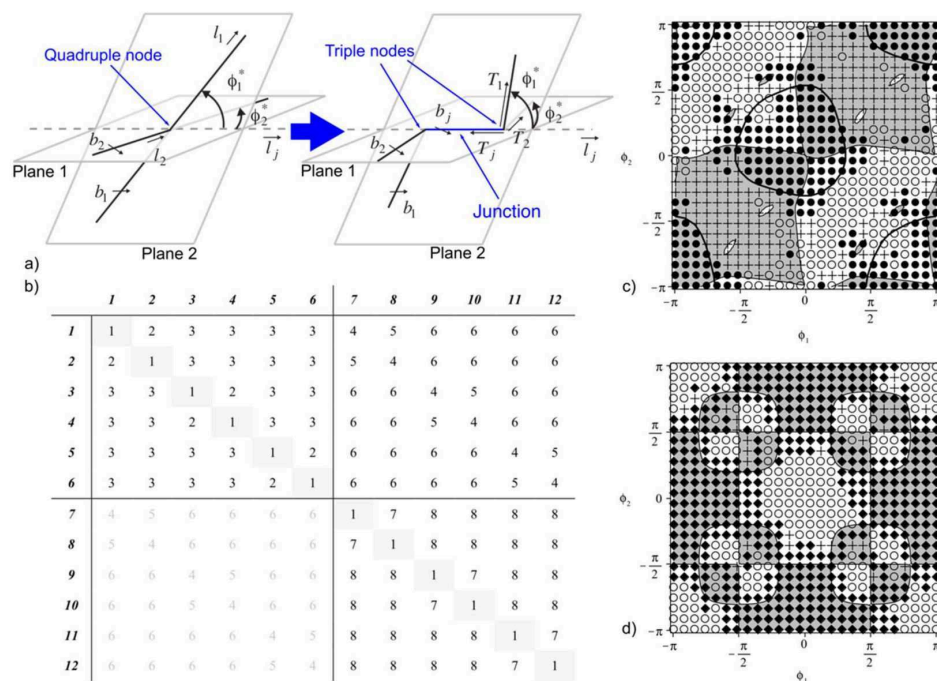 Quadruple node
l₁
ϕ₁*
ϕ₂*
b₂
l₂
l_j
Plane 1
b₁
Plane 2
Triple nodes
T₁
ϕ₁*
ϕ₂*
b_j
T₂
b₂
T_j
l_j
Plane 1
b₁
Junction
Plane 2
a)
b)
1 2 3 4 5 6 7 8 9 10 11 12
1 1 2 3 3 3 3 4 5 6 6 6 6
2 2 1 3 3 3 3 5 4 6 6 6 6
3 3 3 1 2 3 3 6 6 4 5 6 6
4 3 3 2 1 3 3 6 6 5 4 6 6
5 3 3 3 3 1 2 6 6 6 6 4 5
6 3 3 3 3 2 1 6 6 6 6 5 4
7 4 5 6 6 6 6 1 7 8 8 8 8
8 5 4 6 6 6 6 7 1 8 8 8 8
9 6 6 4 5 6 6 8 8 1 7 8 8
10 6 6 5 4 6 6 8 8 7 1 8 8
11 6 6 6 6 4 5 8 8 8 8 1 7
12 6 6 6 6 5 4 8 8 8 8 7 1
π
π/2
ϕ₂
0
-π/2
-π
c)
-π -π/2 0 π/2 π
ϕ₁
π
π/2
ϕ₂
0
-π/2
-π
d)
-π -π/2 0 π/2 π